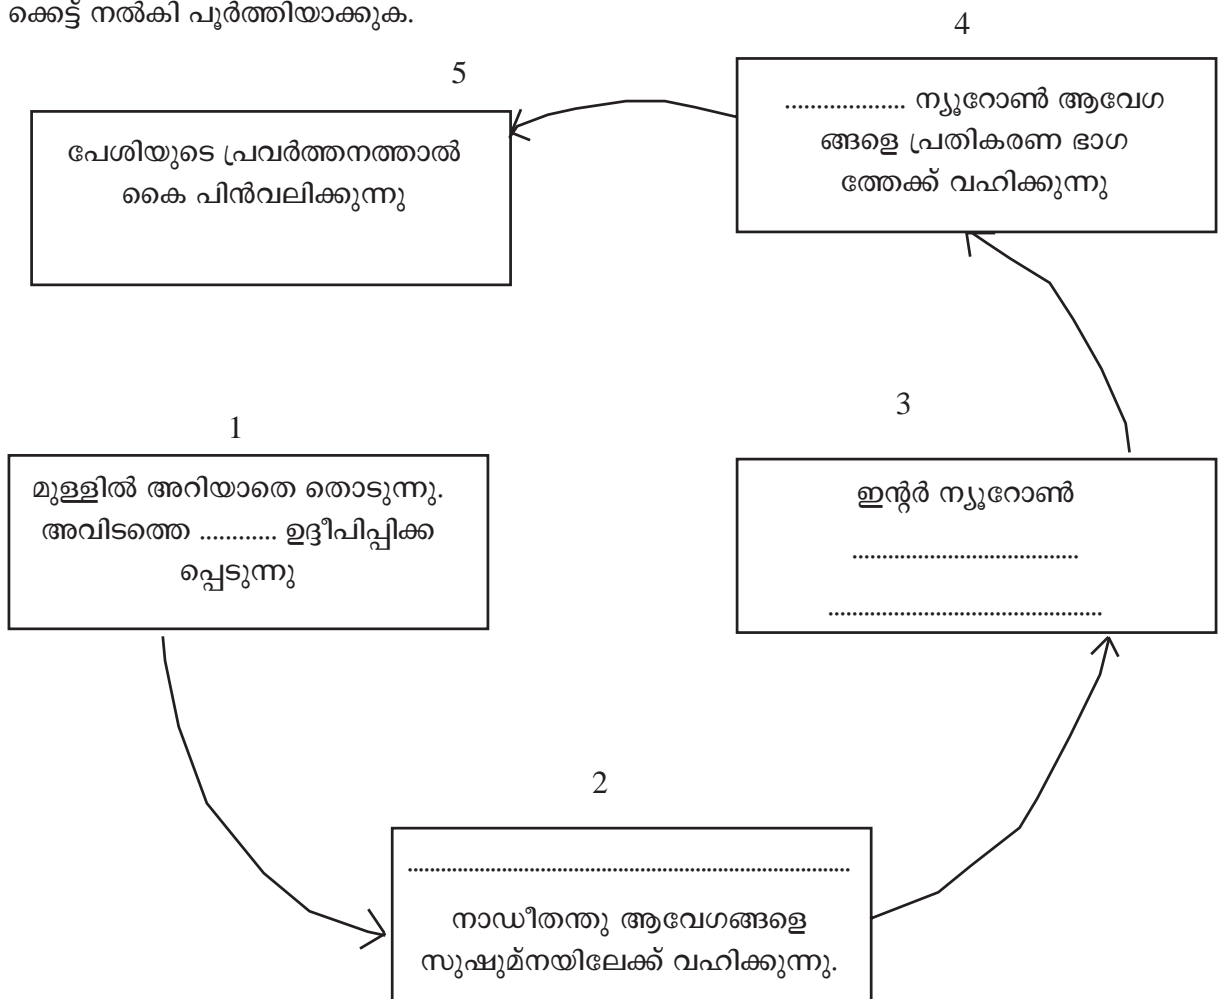 ക്കെട്ട് നൽകി പൂർത്തിയാക്കുക.
4
................... ന്യൂറോൺ ആവേഗ
ങ്ങളെ പ്രതികരണ ഭാഗ
ത്തേക്ക് വഹിക്കുന്നു
5
പേശിയുടെ പ്രവർത്തനത്താൽ
കൈ പിൻവലിക്കുന്നു
1
മുള്ളിൽ അറിയാതെ തൊടുന്നു.
അവിടത്തെ ............ ഉദ്ദീപിപ്പിക്ക
പ്പെടുന്നു
3
ഇന്റർ ന്യൂറോൺ
....................................
............................................
2
........................................................................
നാഡീതന്തു ആവേഗങ്ങളെ
സുഷുമ്നയിലേക്ക് വഹിക്കുന്നു.